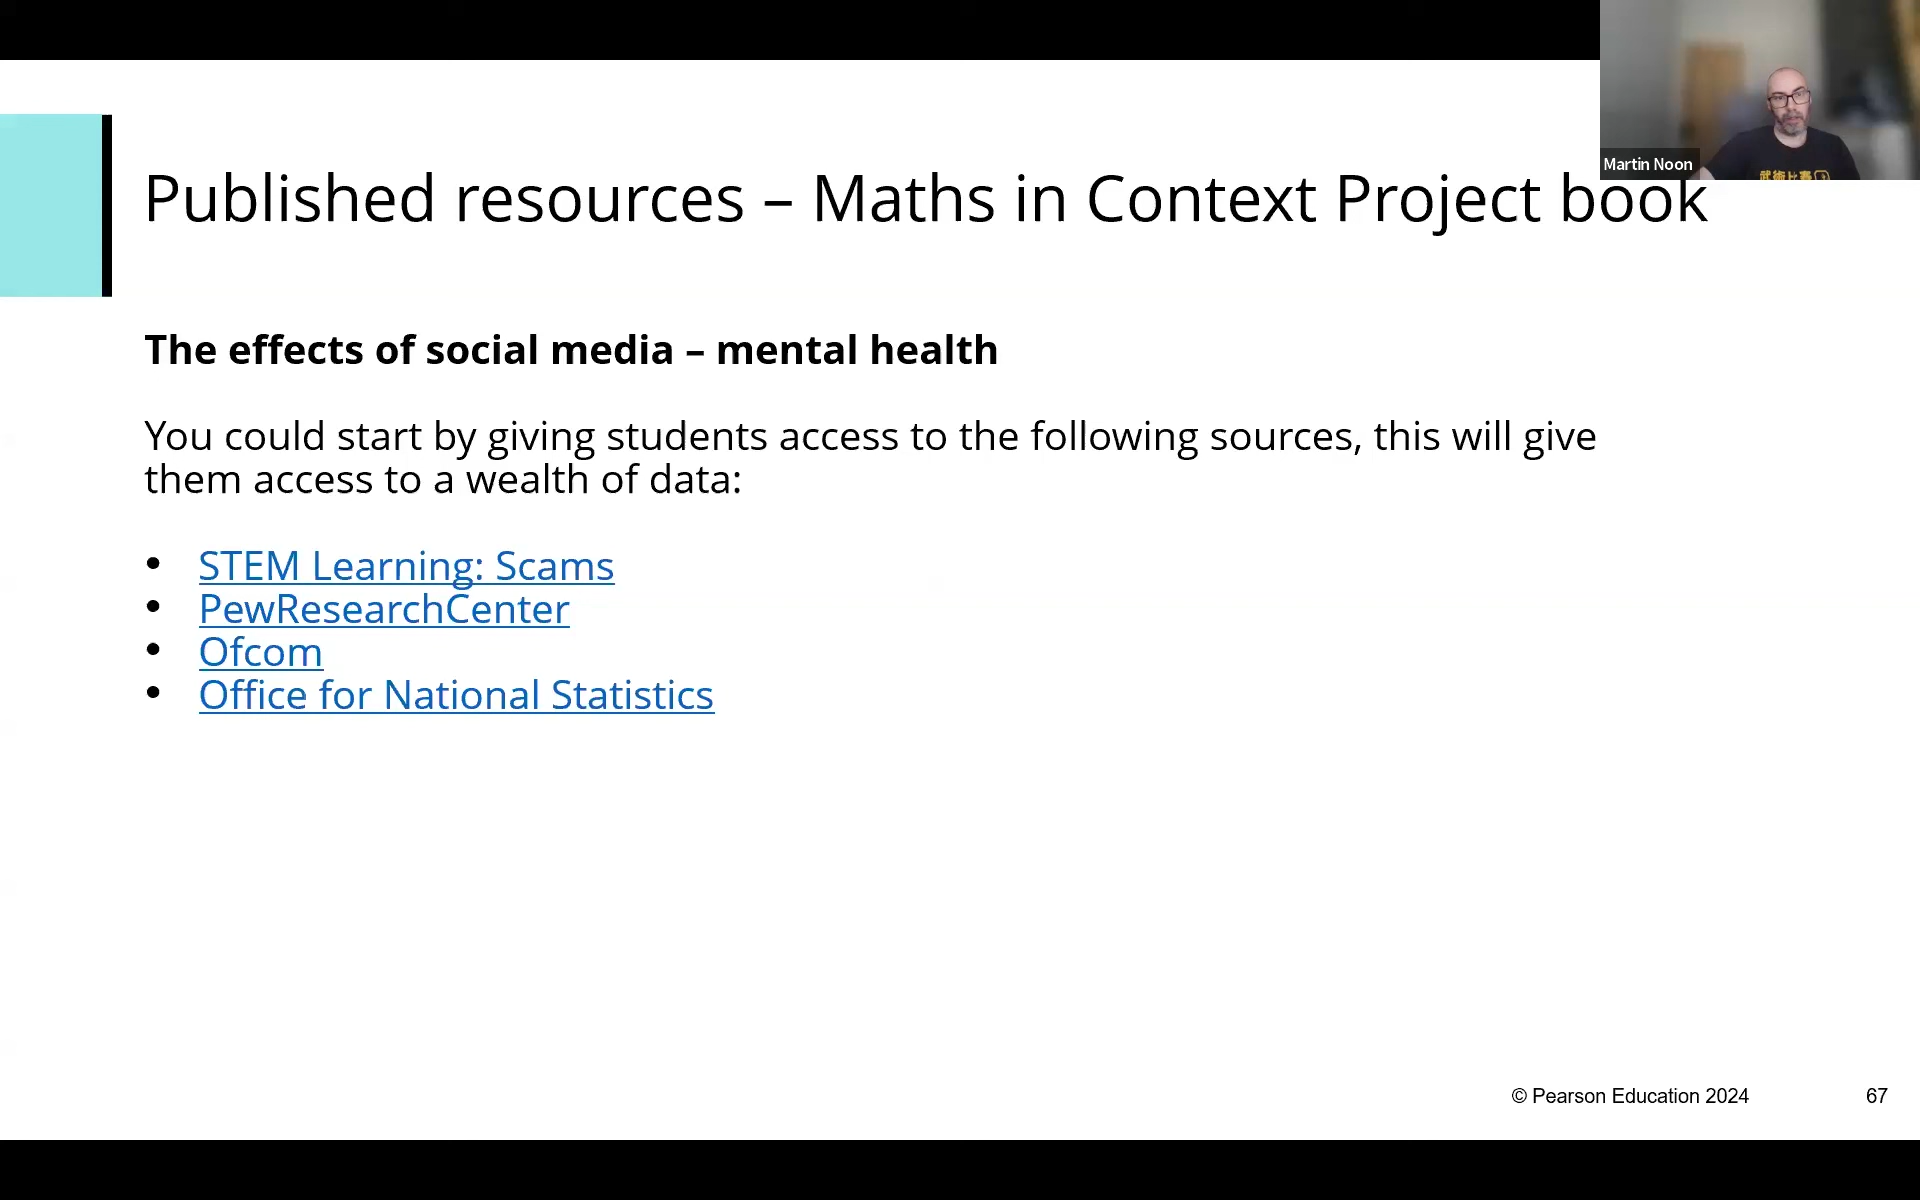 Martin Noon
Published resources – Maths in Context Project book
The effects of social media – mental health
You could start by giving students access to the following sources, this will give
them access to a wealth of data:
• STEM Learning: Scams
• PewResearchCenter
• Ofcom
• Office for National Statistics
© Pearson Education 2024
67